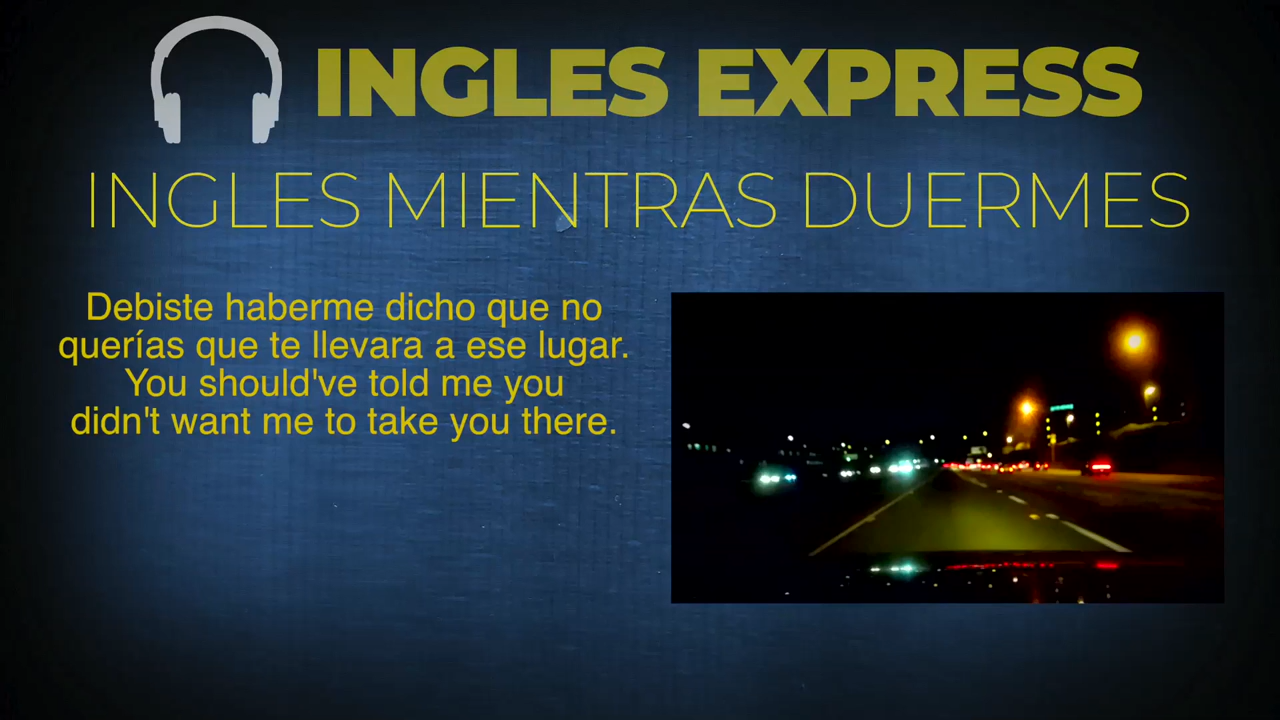 INGLES EXPRESS
INGLES MIENTRAS DUERMES
Debiste haberme dicho que no
querías que te llevara a ese lugar.
You should've told me you
didn't want me to take you there.